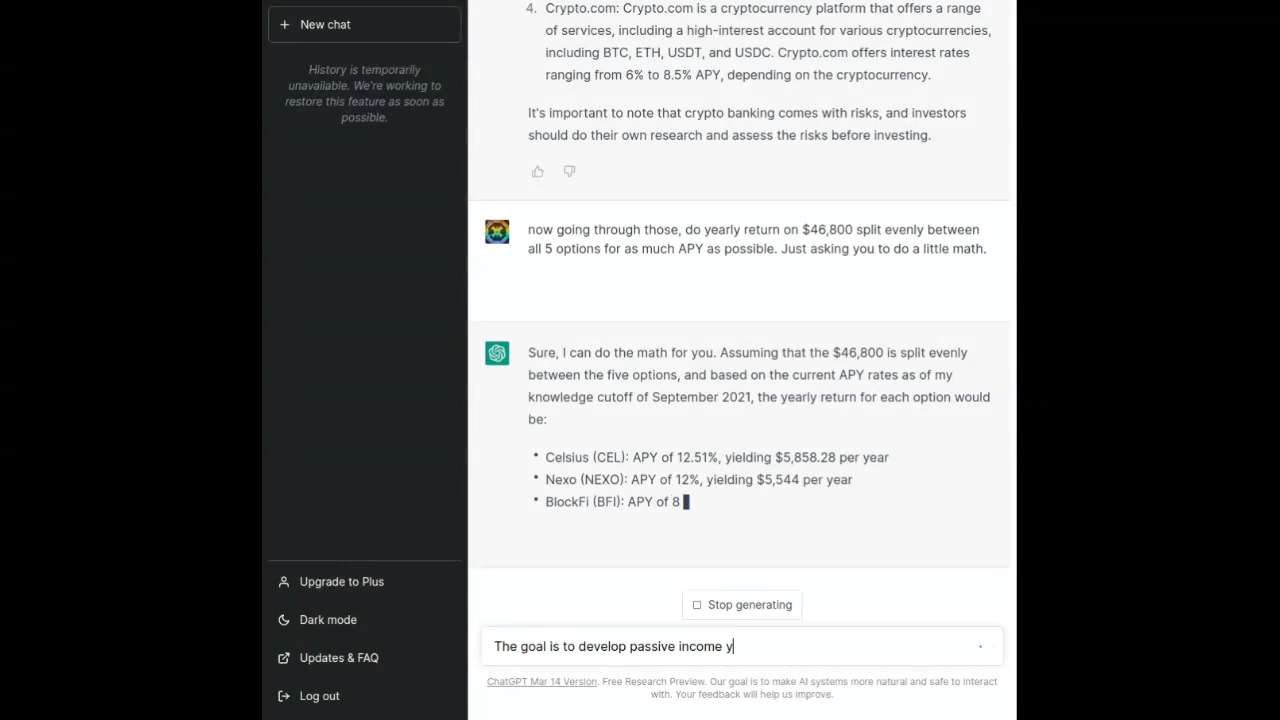 New chat
History is temporarily
unavailable. We're working to
restore this feature as soon as
possible.
Upgrade to Plus
Dark mode
Updates & FAQ
Log out
4. Crypto.com: Crypto.com is a cryptocurrency platform that offers a range
of services, including a high-interest account for various cryptocurrencies,
including BTC, ETH, USDT, and USDC. Crypto.com offers interest rates
ranging from 6% to 8.5% APY, depending on the cryptocurrency.
It's important to note that crypto banking comes with risks, and investors
should do their own research and assess the risks before investing.
now going through those, do yearly return on $46,800 split evenly between
all 5 options for as much APY as possible. Just asking you to do a little math.
Sure, I can do the math for you. Assuming that the $46,800 is split evenly
between the five options, and based on the current APY rates as of my
knowledge cutoff of September 2021, the yearly return for each option would
be:
• Celsius (CEL): APY of 12.51%, yielding $5,858.28 per year
• Nexo (NEXO): APY of 12%, yielding $5,544 per year
• BlockFi (BFI): APY of 8
Stop generating
The goal is to develop passive income y
ChatGPT Mar 14 Version. Free Research Preview. Our goal is to make AI systems more natural and safe to interact
with. Your feedback will help us improve.